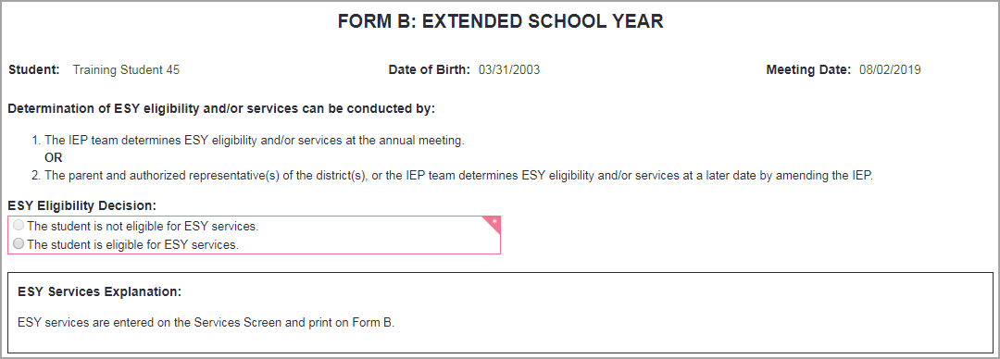 FORM B: EXTENDED SCHOOL YEAR
Student: Training Student 45 Date of Birth: 03/31/2003 Meeting Date: 08/02/2019
Determination of ESY eligibility and/or services can be conducted by:
1. The IEP team determines ESY eligibility and/or services at the annual meeting.
OR
2. The parent and authorized representative(s) of the district(s), or the IEP team determines ESY eligibility and/or services at a later date by amending the IEP.
ESY Eligibility Decision:
The student is not eligible for ESY services.
The student is eligible for ESY services.
ESY Services Explanation:
ESY services are entered on the Services Screen and print on Form B.